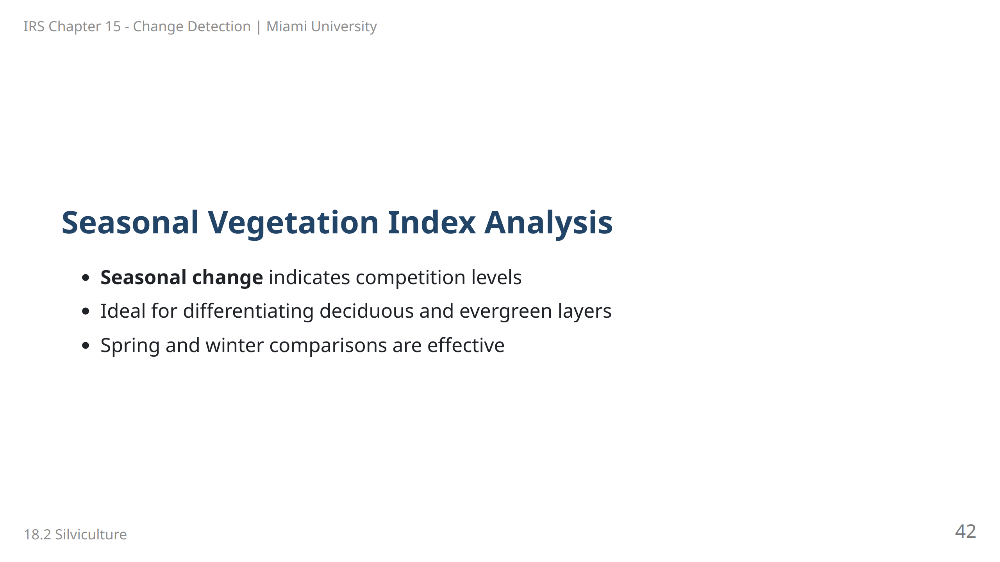 IRS Chapter 15 - Change Detection | Miami University
Seasonal Vegetation Index Analysis
• Seasonal change indicates competition levels
• Ideal for differentiating deciduous and evergreen layers
• Spring and winter comparisons are effective
18.2 Silviculture
42